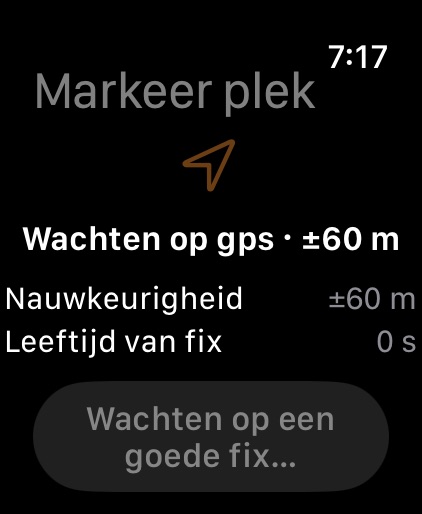 7:17
Markeer plek
Wachten op gps · ±60 m
Nauwkeurigheid ±60 m
Leeftijd van fix 0 s
Wachten op een
goede fix...